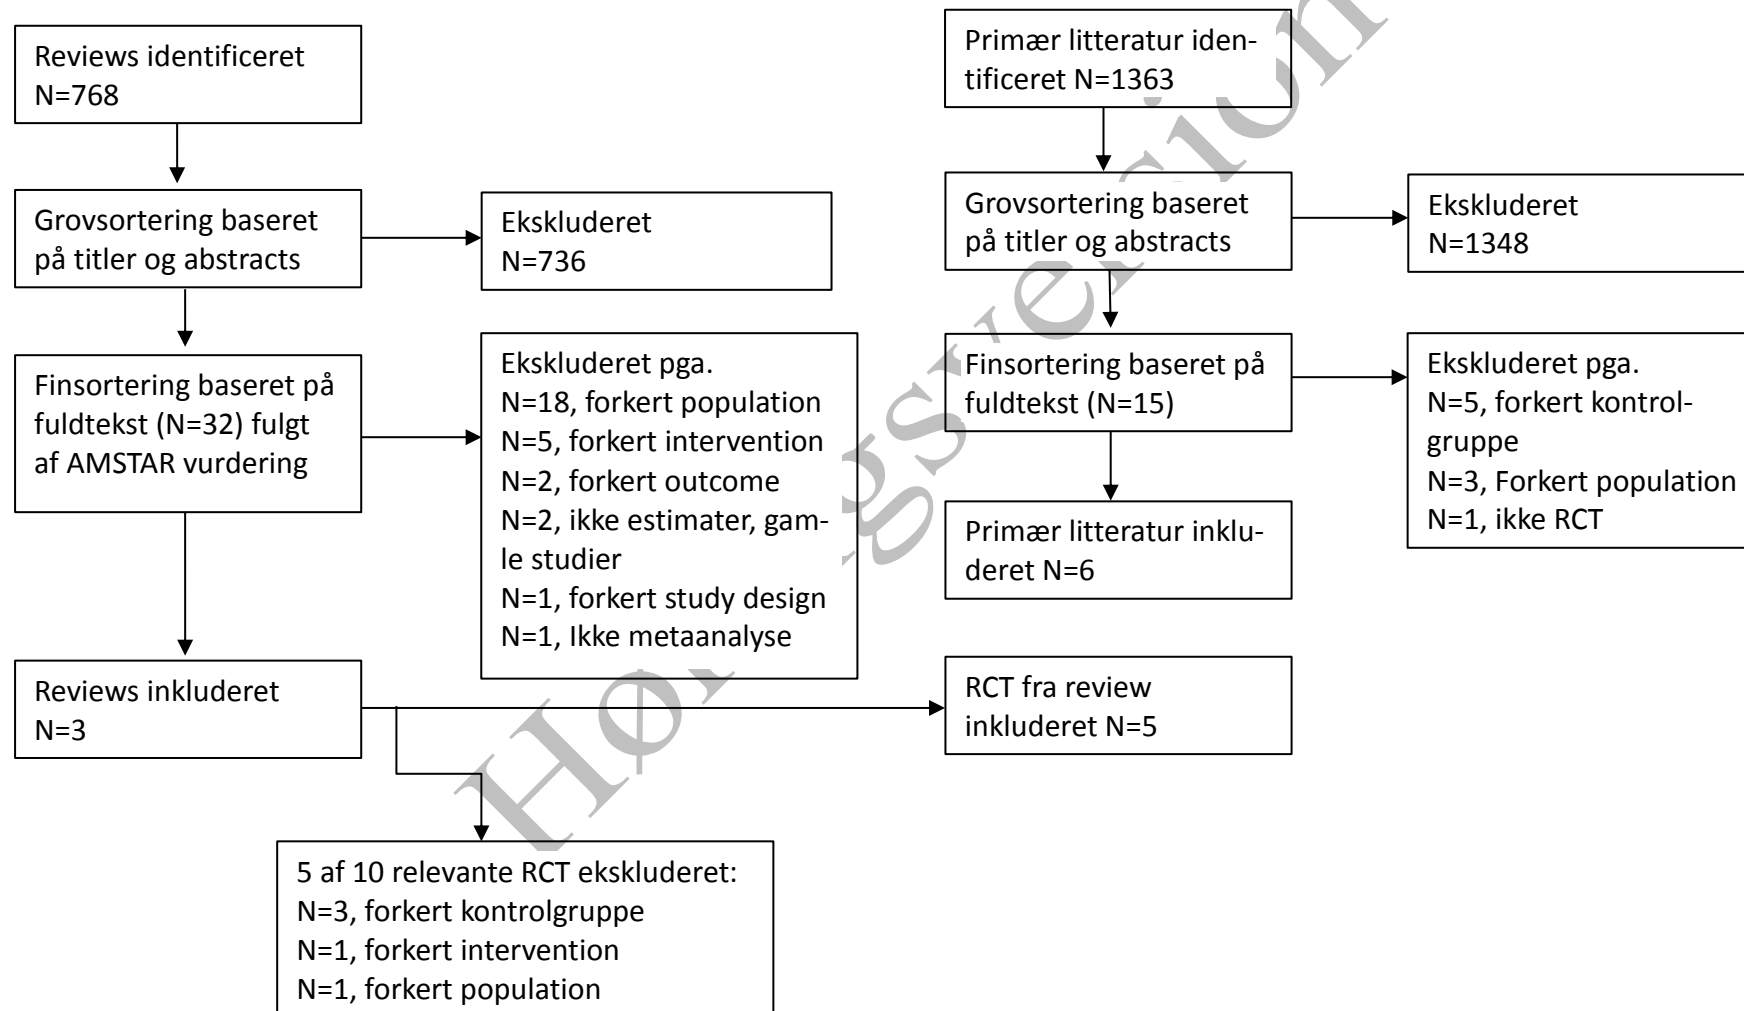 Reviews identificeret
N=768
Grovsortering baseret
på titler og abstracts
Ekskluderet
N=736
Finsortering baseret på
fuldtekst (N=32) fulgt
af AMSTAR vurdering
Ekskluderet pga.
N=18, forkert population
N=5, forkert intervention
N=2, forkert outcome
N=2, ikke estimater, gam-
le studier
N=1, forkert study design
N=1, Ikke metaanalyse
Reviews inkluderet
N=3
5 af 10 relevante RCT ekskluderet:
N=3, forkert kontrolgruppe
N=1, forkert intervention
N=1, forkert population
Primær litteratur iden-
tificeret N=1363
Grovsortering baseret
på titler og abstracts
Ekskluderet
N=1348
Finsortering baseret på
fuldtekst (N=15)
Ekskluderet pga.
N=5, forkert kontrol-
gruppe
N=3, Forkert population
N=1, ikke RCT
Primær litteratur inklu-
deret N=6
RCT fra review
inkluderet N=5